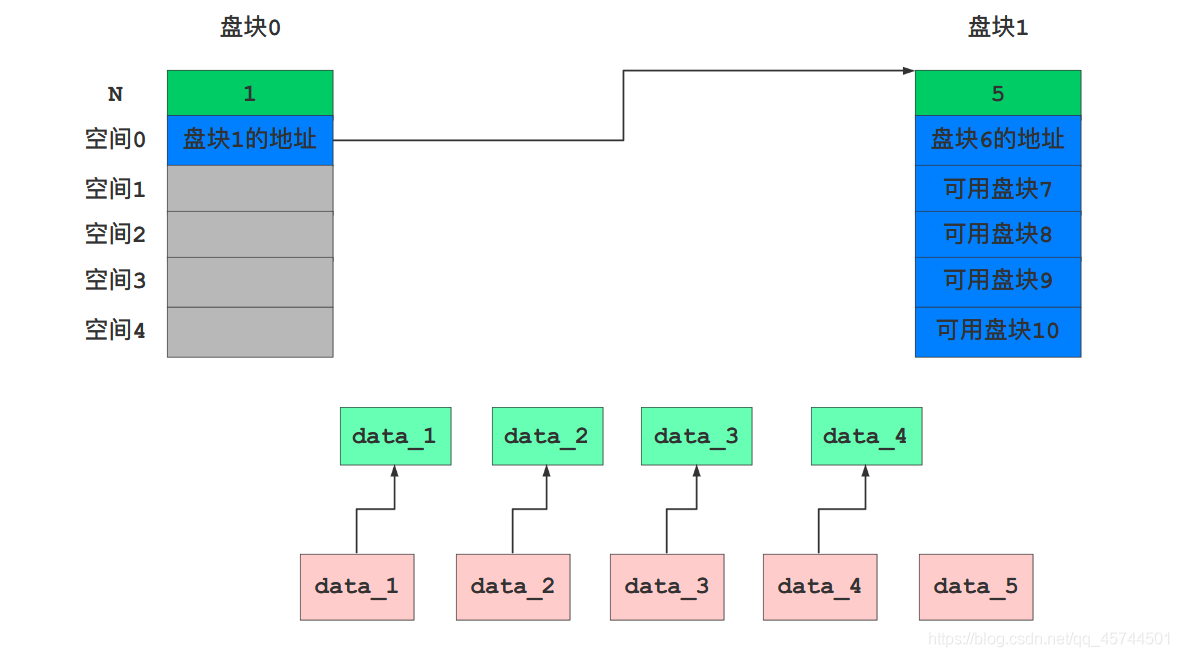 盘块0 盘块1
N 1 5
空间0 盘块1的地址 盘块6的地址
空间1 可用盘块7
空间2 可用盘块8
空间3 可用盘块9
空间4 可用盘块10
data_1 data_2 data_3 data_4
data_1 data_2 data_3 data_4 data_5
https://blog.csdn.net/qq_45744501